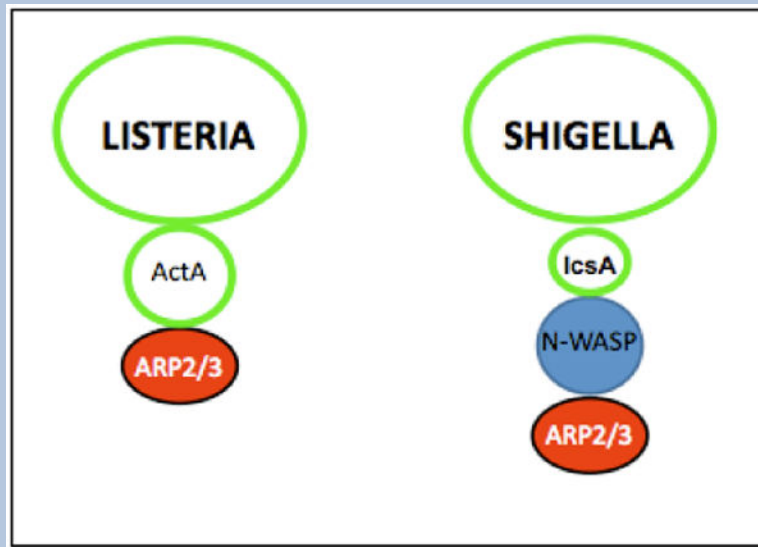 LISTERIA
ActA
ARP2/3
SHIGELLA
IcsA
N-WASP
ARP2/3